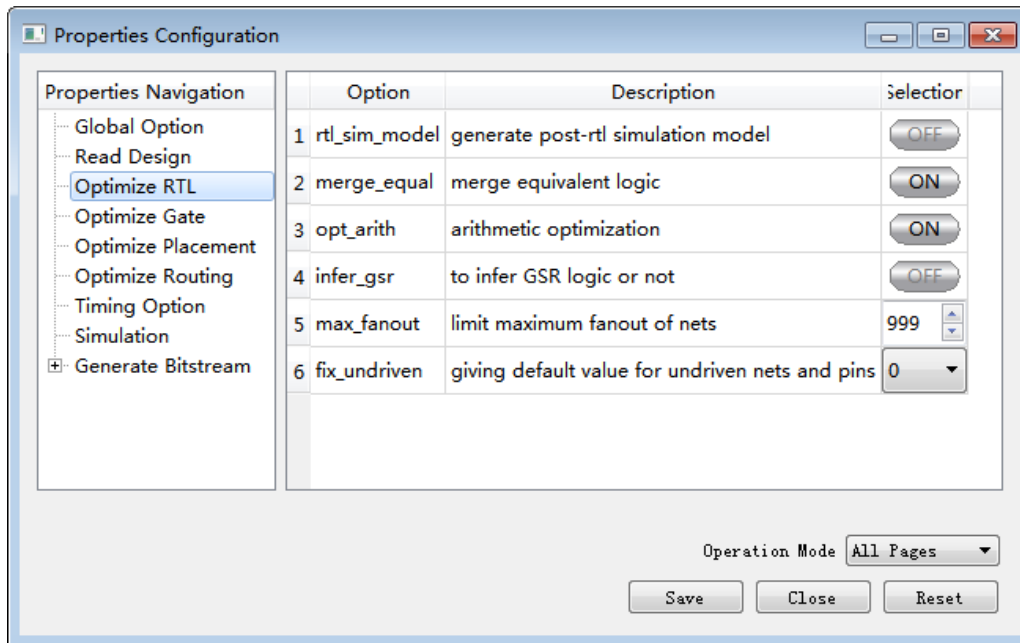 Properties Configuration
Properties Navigation
Global Option
Read Design
Optimize RTL
Optimize Gate
Optimize Placement
Optimize Routing
Timing Option
Simulation
Generate Bitstream
Option Description Selection
1 rtl_sim_model generate post-rtl simulation model OFF
2 merge_equal merge equivalent logic ON
3 opt_arith arithmetic optimization ON
4 infer_gsr to infer GSR logic or not OFF
5 max_fanout limit maximum fanout of nets 999
6 fix_undriven giving default value for undriven nets and pins 0
Operation Mode All Pages
Save Close Reset